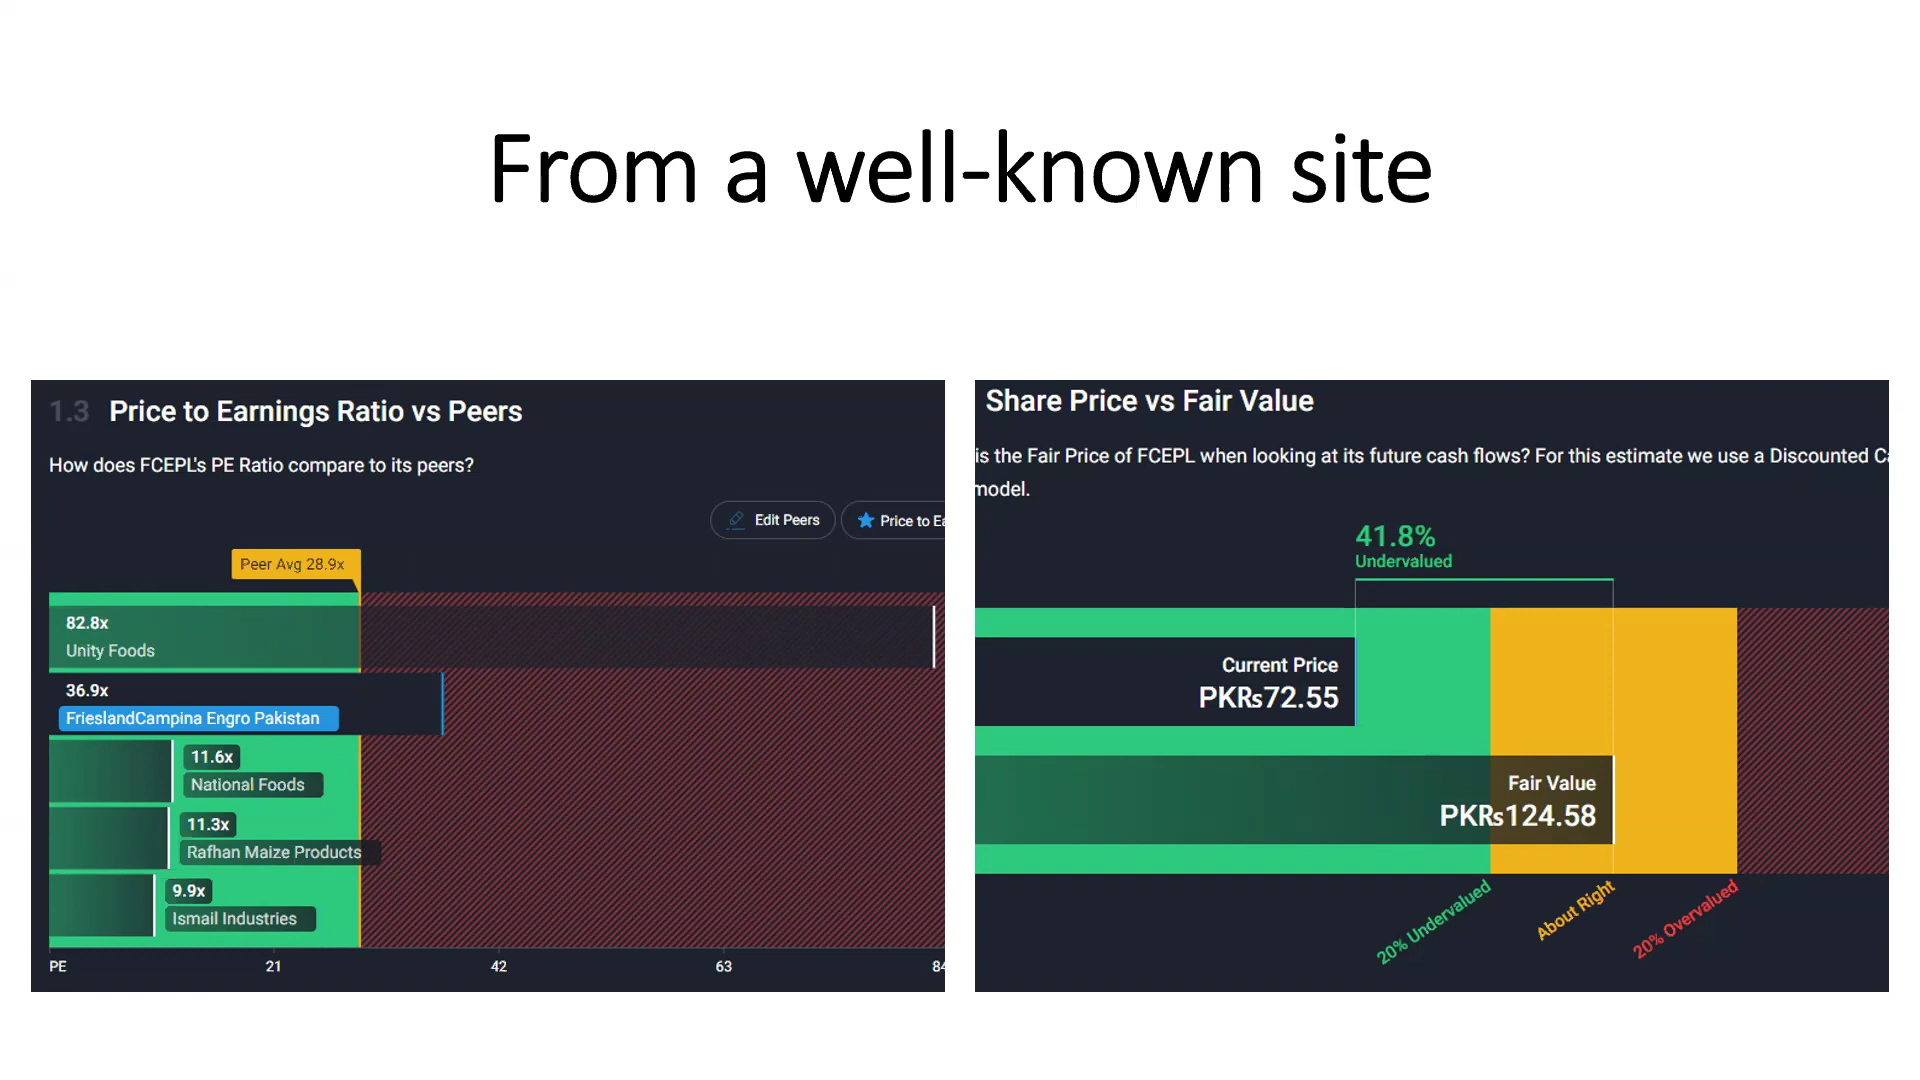 From a well-known site
1.3 Price to Earnings Ratio vs Peers
How does FCEPL's PE Ratio compare to its peers?
Edit Peers
Price to Ea
Peer Avg 28.9x
82.8x
Unity Foods
36.9x
FrieslandCampina Engro Pakistan
11.6x
National Foods
11.3x
Rafhan Maize Products
9.9x
Ismail Industries
PE 21 42 63 84
Share Price vs Fair Value
is the Fair Price of FCEPL when looking at its future cash flows? For this estimate we use a Discounted Ca
model.
41.8%
Undervalued
Current Price
PKR₨72.55
Fair Value
PKR₨124.58
20% Undervalued
About Right
20% Overvalued